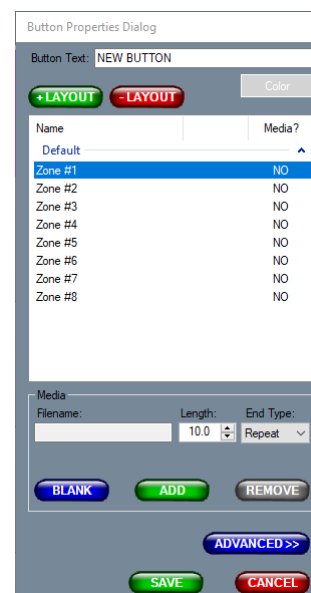 Button Properties Dialog
Button Text: NEW BUTTON
+LAYOUT -LAYOUT Color
Name Media?
Default
Zone #1 NO
Zone #2 NO
Zone #3 NO
Zone #4 NO
Zone #5 NO
Zone #6 NO
Zone #7 NO
Zone #8 NO
Media
Filename: Length: End Type:
10.0 Repeat
BLANK ADD REMOVE
ADVANCED >>
SAVE CANCEL